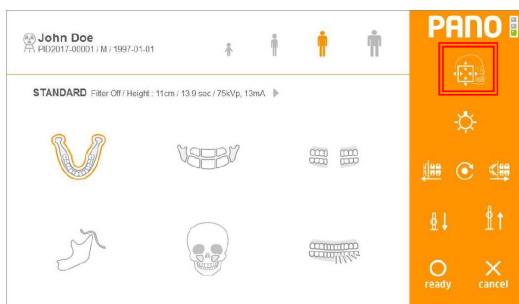 John Doe
PID2017-00001 / M / 1997-01-01
STANDARD Filter Off / Height : 11cm / 13.9 sec / 75kVp, 13mA
PANO
ready
cancel